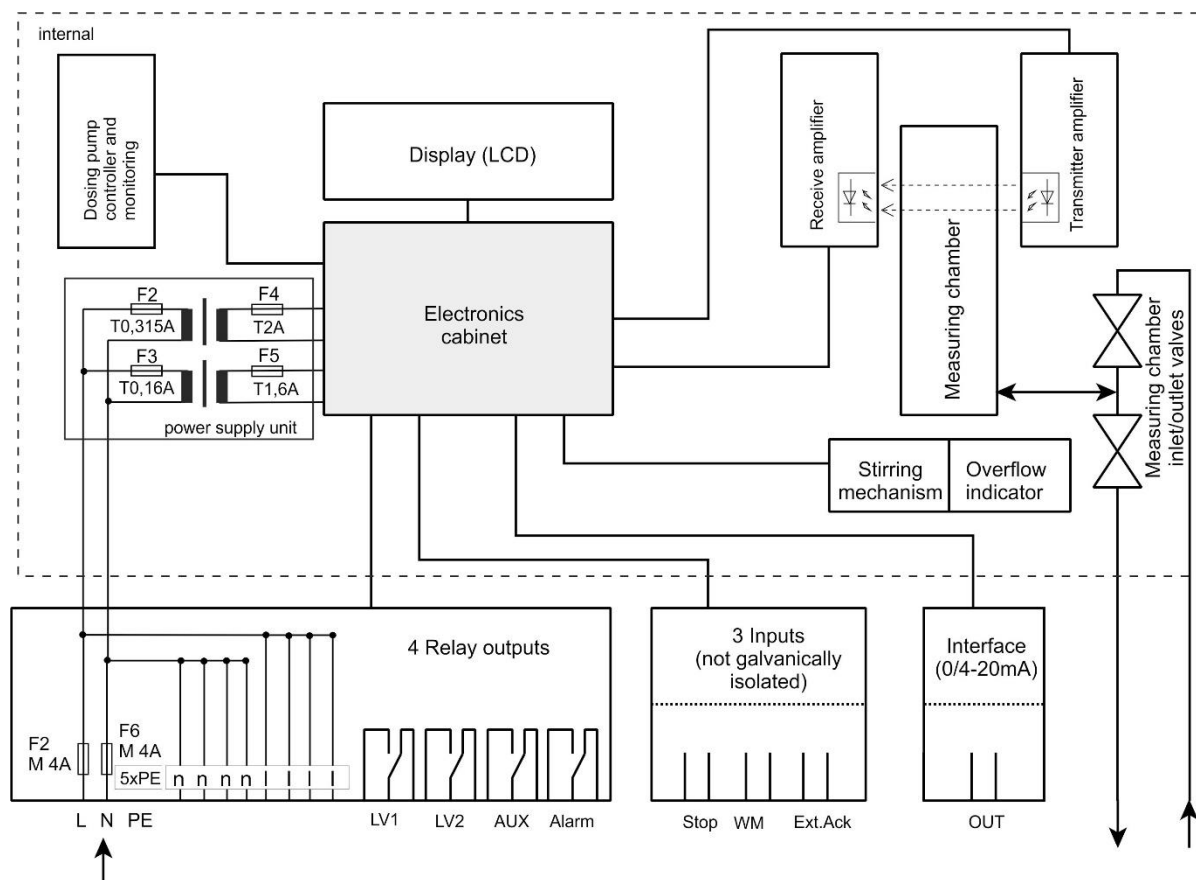 internal
Dosing pump
controller and
monitoring
Display (LCD)
Receive amplifier
Transmitter amplifier
Measuring chamber
Electronics
cabinet
F2
T0,315A
F4
T2A
F3
T0,16A
F5
T1,6A
power supply unit
Measuring chamber
inlet/outlet valves
Stirring
mechanism
Overflow
indicator
4 Relay outputs
3 Inputs
(not galvanically
isolated)
Interface
(0/4-20mA)
F2
M 4A
F6
M 4A
5xPE n n n n l l l l
L N PE
LV1 LV2 AUX Alarm
Stop WM Ext.Ack
OUT